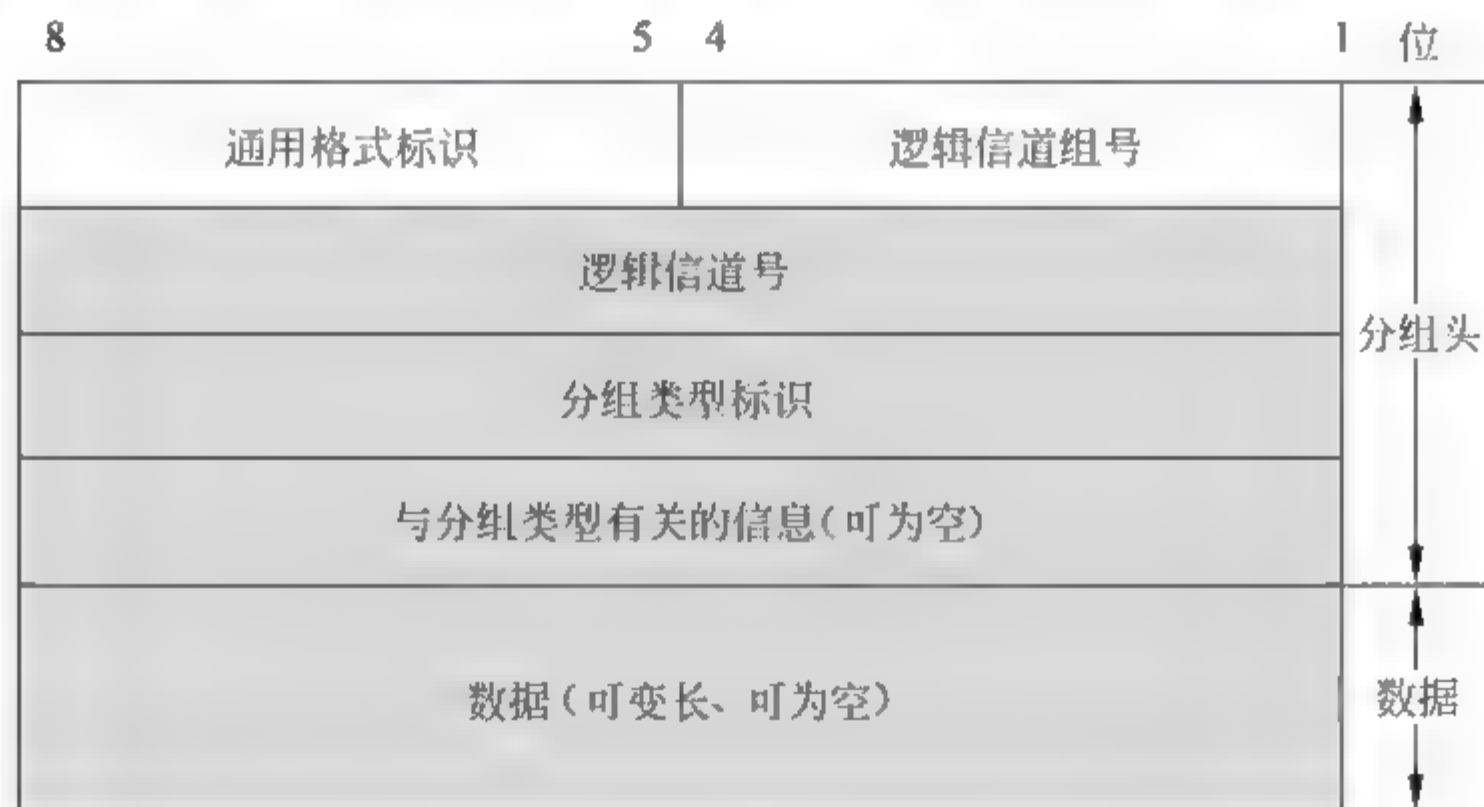 8 5 4 1 位
通用格式标识 逻辑信道组号
逻辑信道号
分组头
分组类型标识
与分组类型有关的信息(可为空)
数据(可变长、可为空) 数据